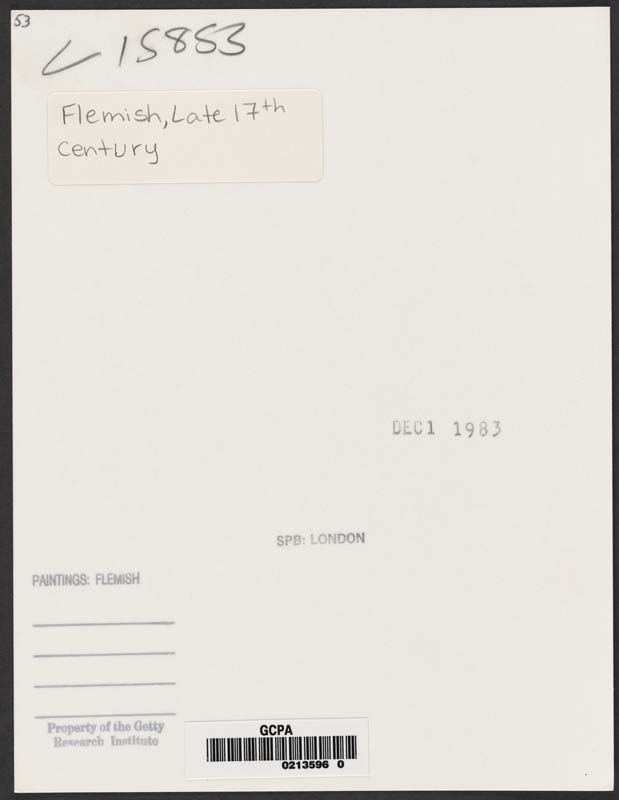 53
L 15853
Flemish, Late 17th
Century
DEC1 1983
SPB: LONDON
PAINTINGS: FLEMISH
Property of the Getty
Research Institute
GCPA
0213596 0